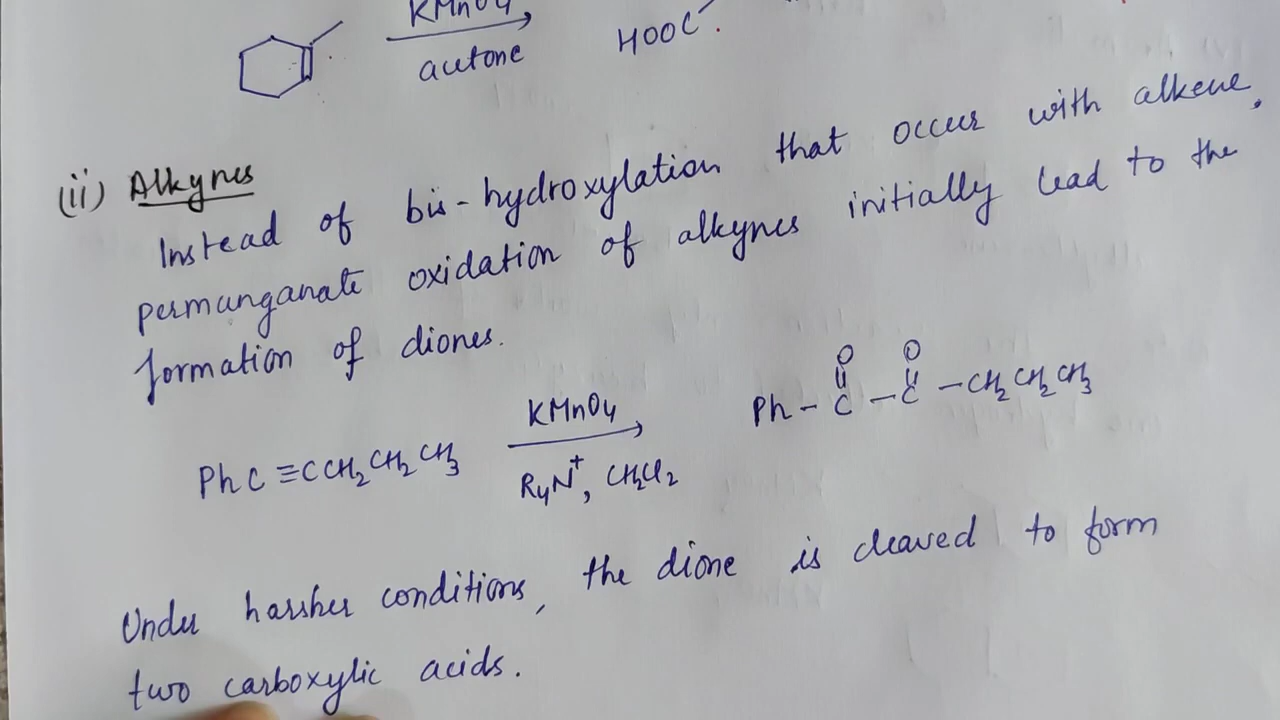 KMnO4
acetone
HOOC
(ii) Alkynes
Instead of bis-hydroxylation that occur with alkene,
permanganate oxidation of alkynes initially lead to the
formation of diones.
PhC≡CCH2CH2CH3
KMnO4
R4N+, CH2Cl2
Ph-C-C-CH2CH2CH3
O O
Under harsher conditions, the dione is cleaved to form
two carboxylic acids.